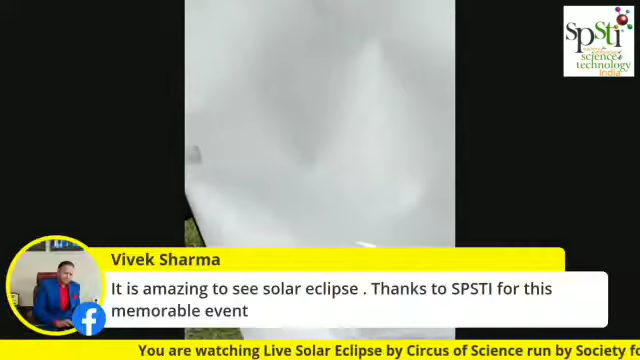 spsti
science
technology
India
Vivek Sharma
It is amazing to see solar eclipse . Thanks to SPSTI for this
memorable event
You are watching Live Solar Eclipse by Circus of Science run by Society fo